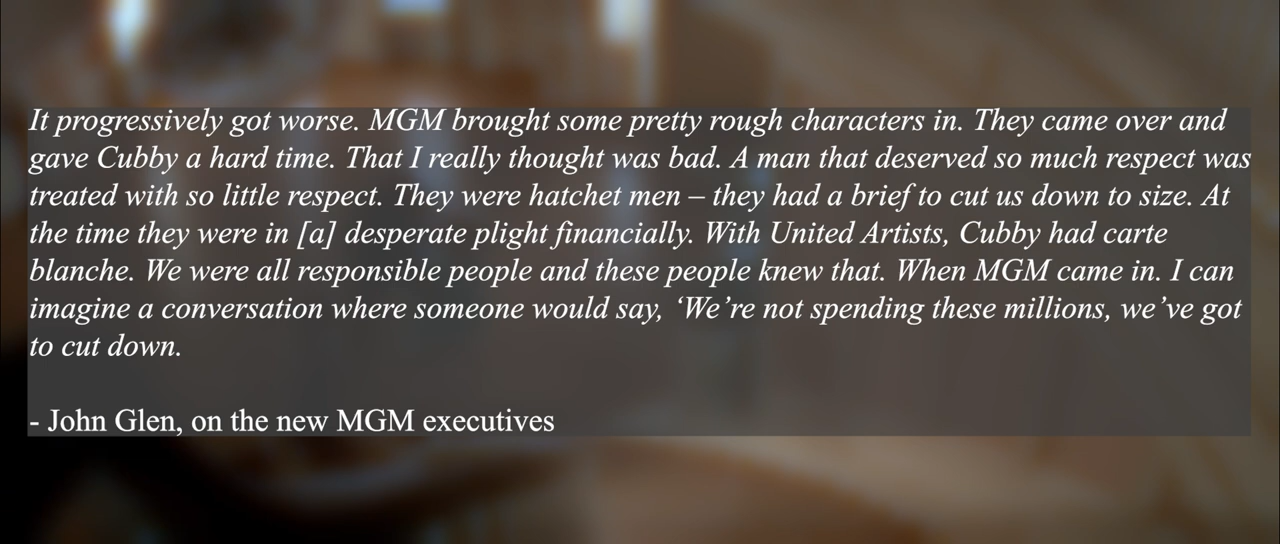 It progressively got worse. MGM brought some pretty rough characters in. They came over and
gave Cubby a hard time. That I really thought was bad. A man that deserved so much respect was
treated with so little respect. They were hatchet men – they had a brief to cut us down to size. At
the time they were in [a] desperate plight financially. With United Artists, Cubby had carte
blanche. We were all responsible people and these people knew that. When MGM came in. I can
imagine a conversation where someone would say, ‘We’re not spending these millions, we’ve got
to cut down.
- John Glen, on the new MGM executives